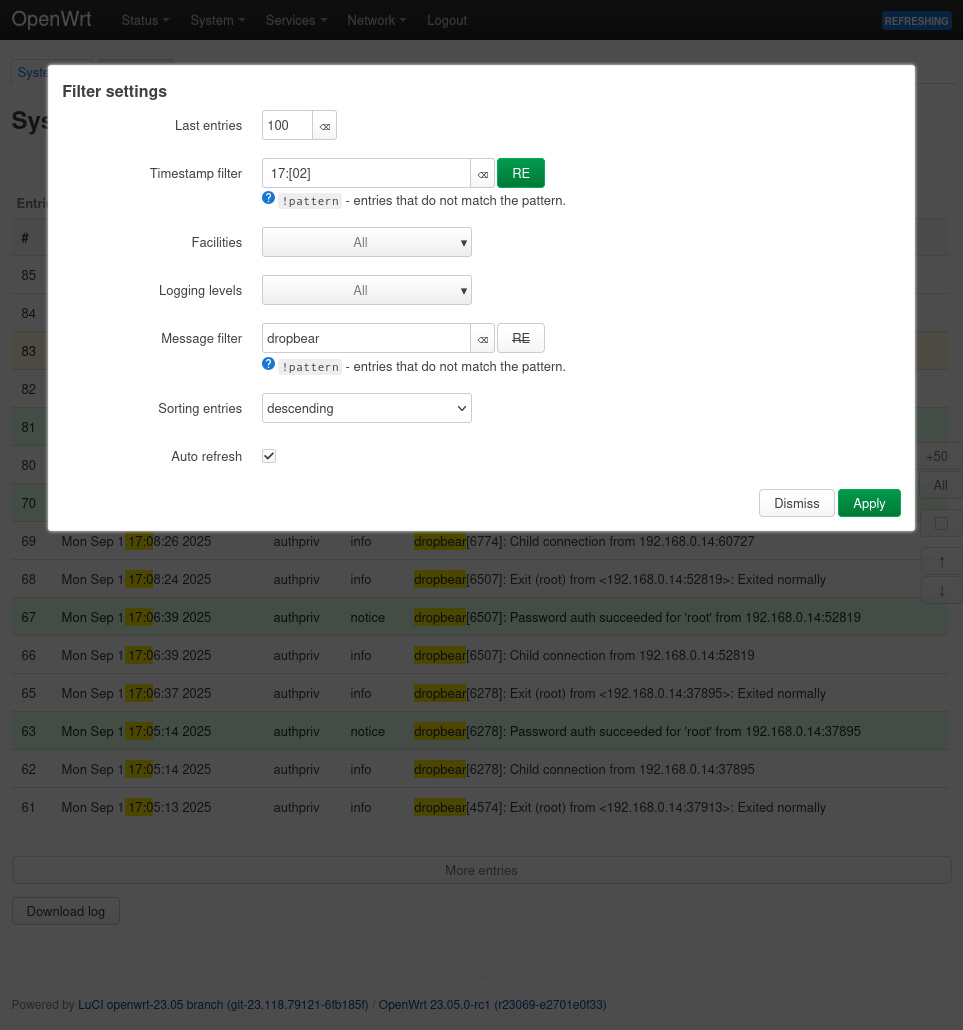 OpenWrt Status System Services Network Logout REFRESHING
Filter settings
Last entries 100
Timestamp filter 17:[02] RE
!pattern - entries that do not match the pattern.
Facilities All
Logging levels All
Message filter dropbear RE
!pattern - entries that do not match the pattern.
Sorting entries descending
Auto refresh
Dismiss Apply
Syste
Sys
Entri
#
85
84
83
82
81
80
70
+50
All
↑
↓
69 Mon Sep 1 17:08:26 2025 authpriv info dropbear[6774]: Child connection from 192.168.0.14:60727
68 Mon Sep 1 17:08:24 2025 authpriv info dropbear[6507]: Exit (root) from <192.168.0.14:52819>: Exited normally
67 Mon Sep 1 17:06:39 2025 authpriv notice dropbear[6507]: Password auth succeeded for 'root' from 192.168.0.14:52819
66 Mon Sep 1 17:06:39 2025 authpriv info dropbear[6507]: Child connection from 192.168.0.14:52819
65 Mon Sep 1 17:06:37 2025 authpriv info dropbear[6278]: Exit (root) from <192.168.0.14:37895>: Exited normally
63 Mon Sep 1 17:05:14 2025 authpriv notice dropbear[6278]: Password auth succeeded for 'root' from 192.168.0.14:37895
62 Mon Sep 1 17:05:14 2025 authpriv info dropbear[6278]: Child connection from 192.168.0.14:37895
61 Mon Sep 1 17:05:13 2025 authpriv info dropbear[4574]: Exit (root) from <192.168.0.14:37913>: Exited normally
More entries
Download log
Powered by LuCI openwrt-23.05 branch (git-23.118.79121-6fb185f) / OpenWrt 23.05.0-rc1 (r23069-e2701e0f33)